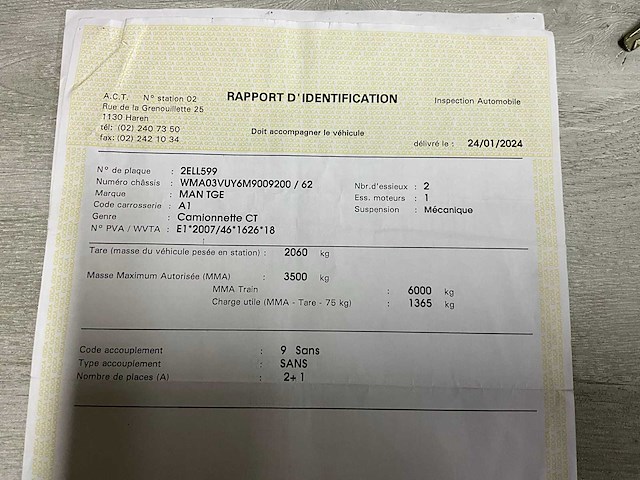 A.C.T. N° station 02
Rue de la Grenouillette 25
1130 Haren
tél: (02) 240 73 50
fax: (02) 242 10 34
RAPPORT D'IDENTIFICATION
Inspection Automobile
Doit accompagner le véhicule
délivré le : 24/01/2024
N° de plaque : 2ELL599
Numéro châssis : WMA03VUY6M9009200 / 62
Marque : MAN TGE
Code carrosserie : A1
Genre : Camionnette CT
N° PVA / WVTA : E1*2007/46*1626*18
Nbr.d'essieux : 2
Ess. moteurs : 1
Suspension : Mécanique
Tare (masse du véhicule pesée en station) : 2060 kg
Masse Maximum Autorisée (MMA) : 3500 kg
MMA Train : 6000 kg
Charge utile (MMA - Tare - 75 kg) : 1365 kg
Code accouplement : 9 Sans
Type accouplement : SANS
Nombre de places (A) : 2+1